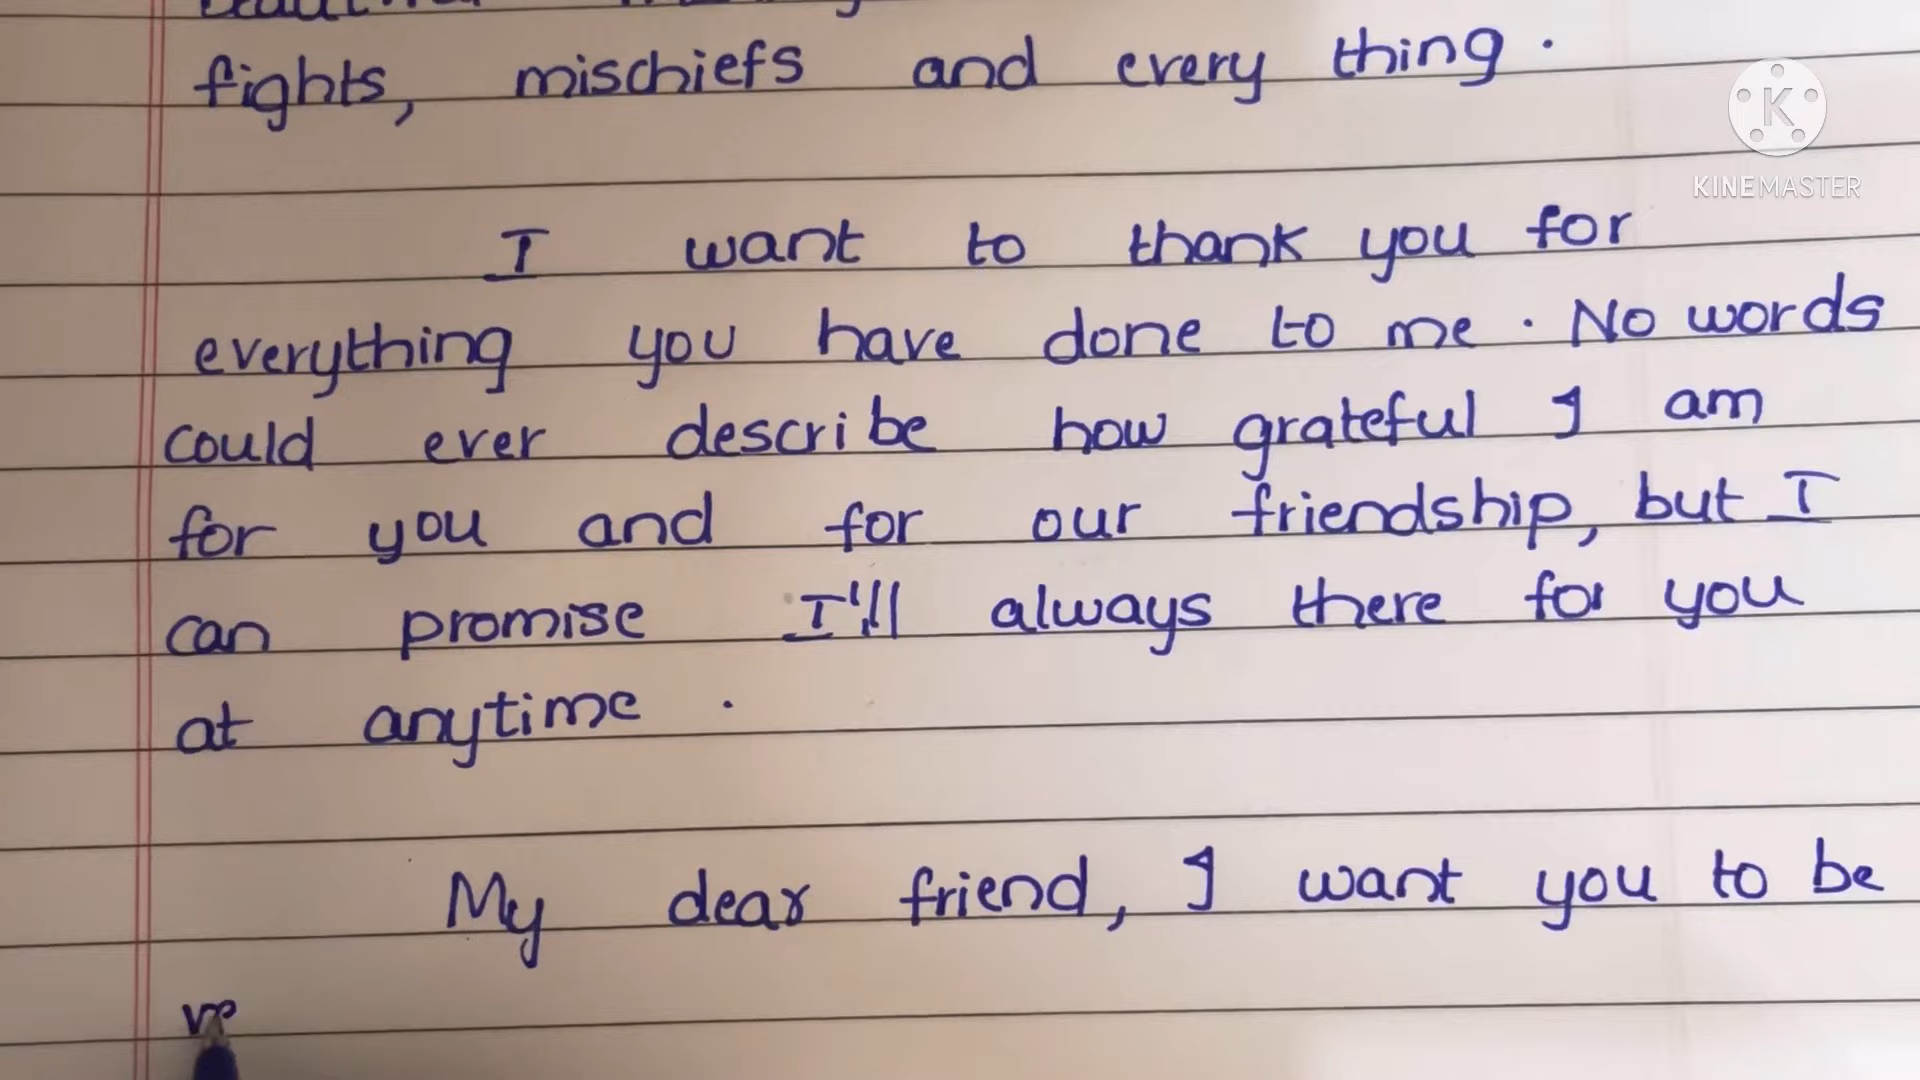 fights, mischiefs and every thing.
K
KINEMASTER
I want to thank you for
everything you have done to me. No words
could ever describe how grateful I am
for you and for our friendship, but I
can promise I'll always there for you
at anytime.
My dear friend, I want you to be